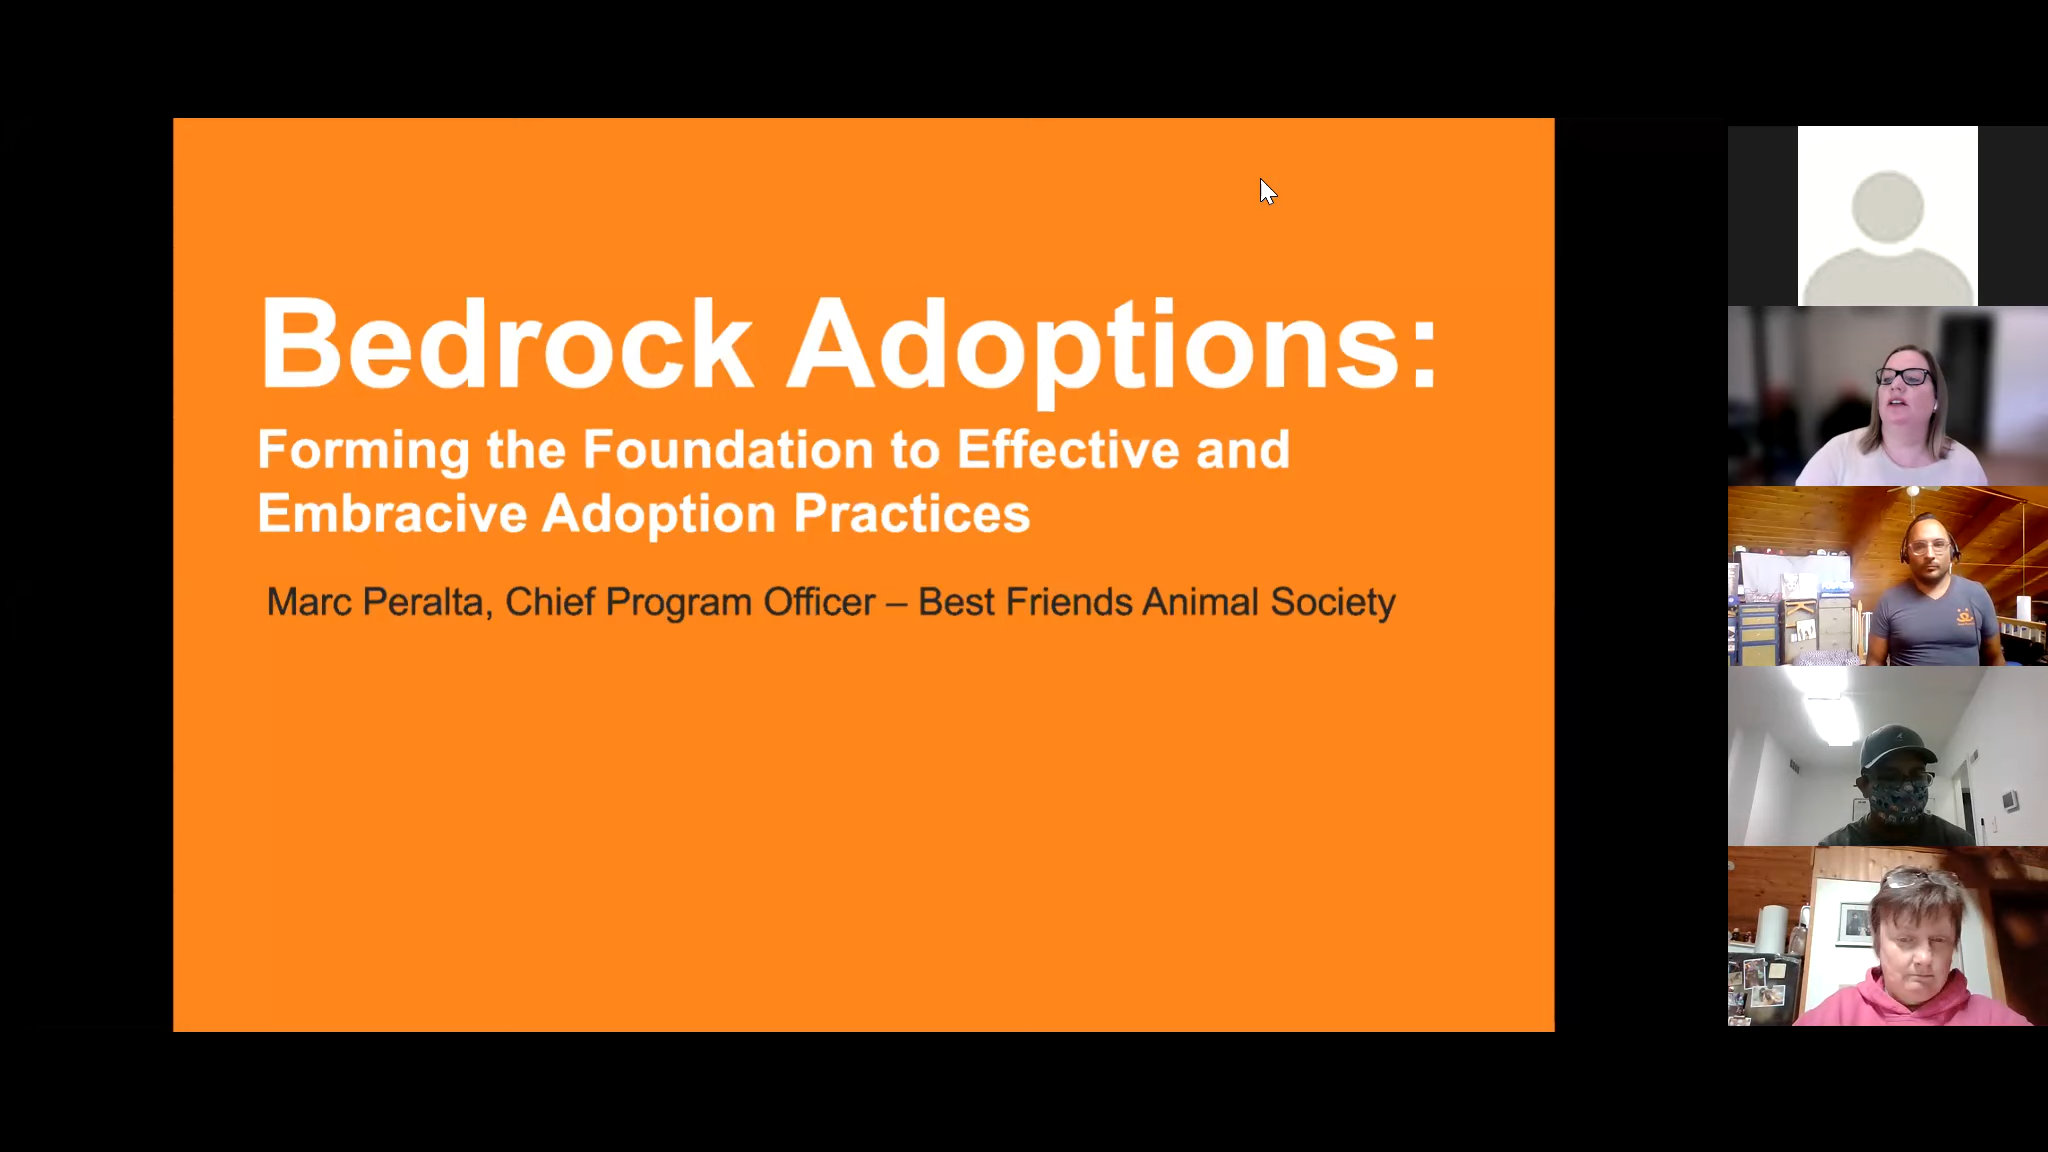 Bedrock Adoptions:
Forming the Foundation to Effective and
Embracive Adoption Practices
Marc Peralta, Chief Program Officer – Best Friends Animal Society